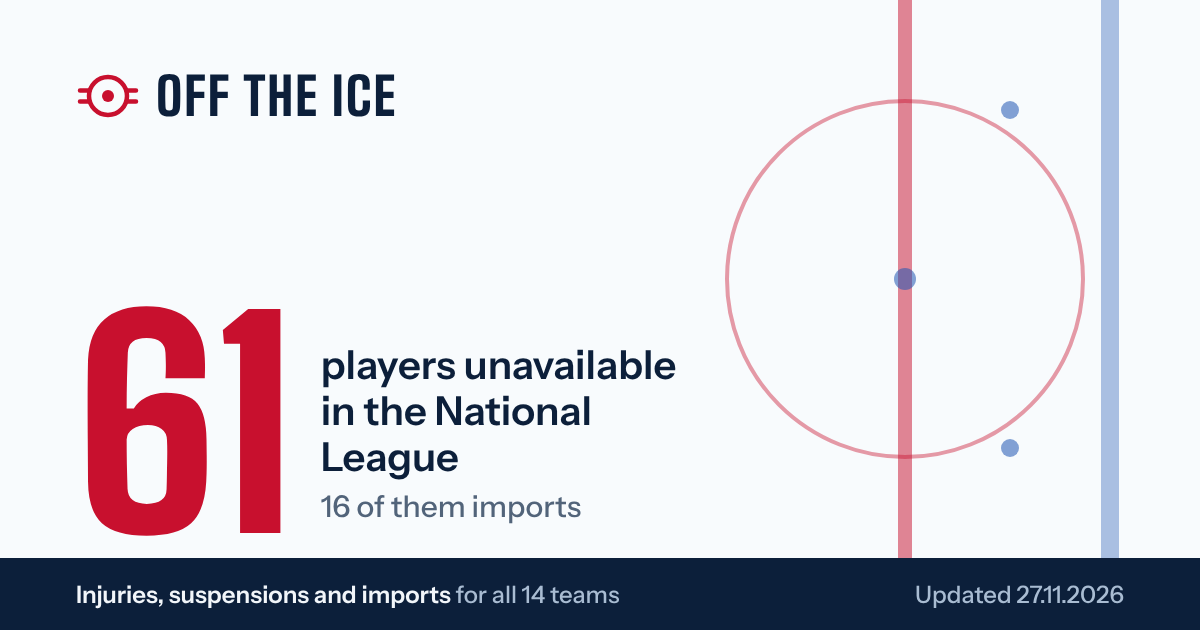 OFF THE ICE
61
players unavailable
in the National
League
16 of them imports
Injuries, suspensions and imports for all 14 teams
Updated 27.11.2026